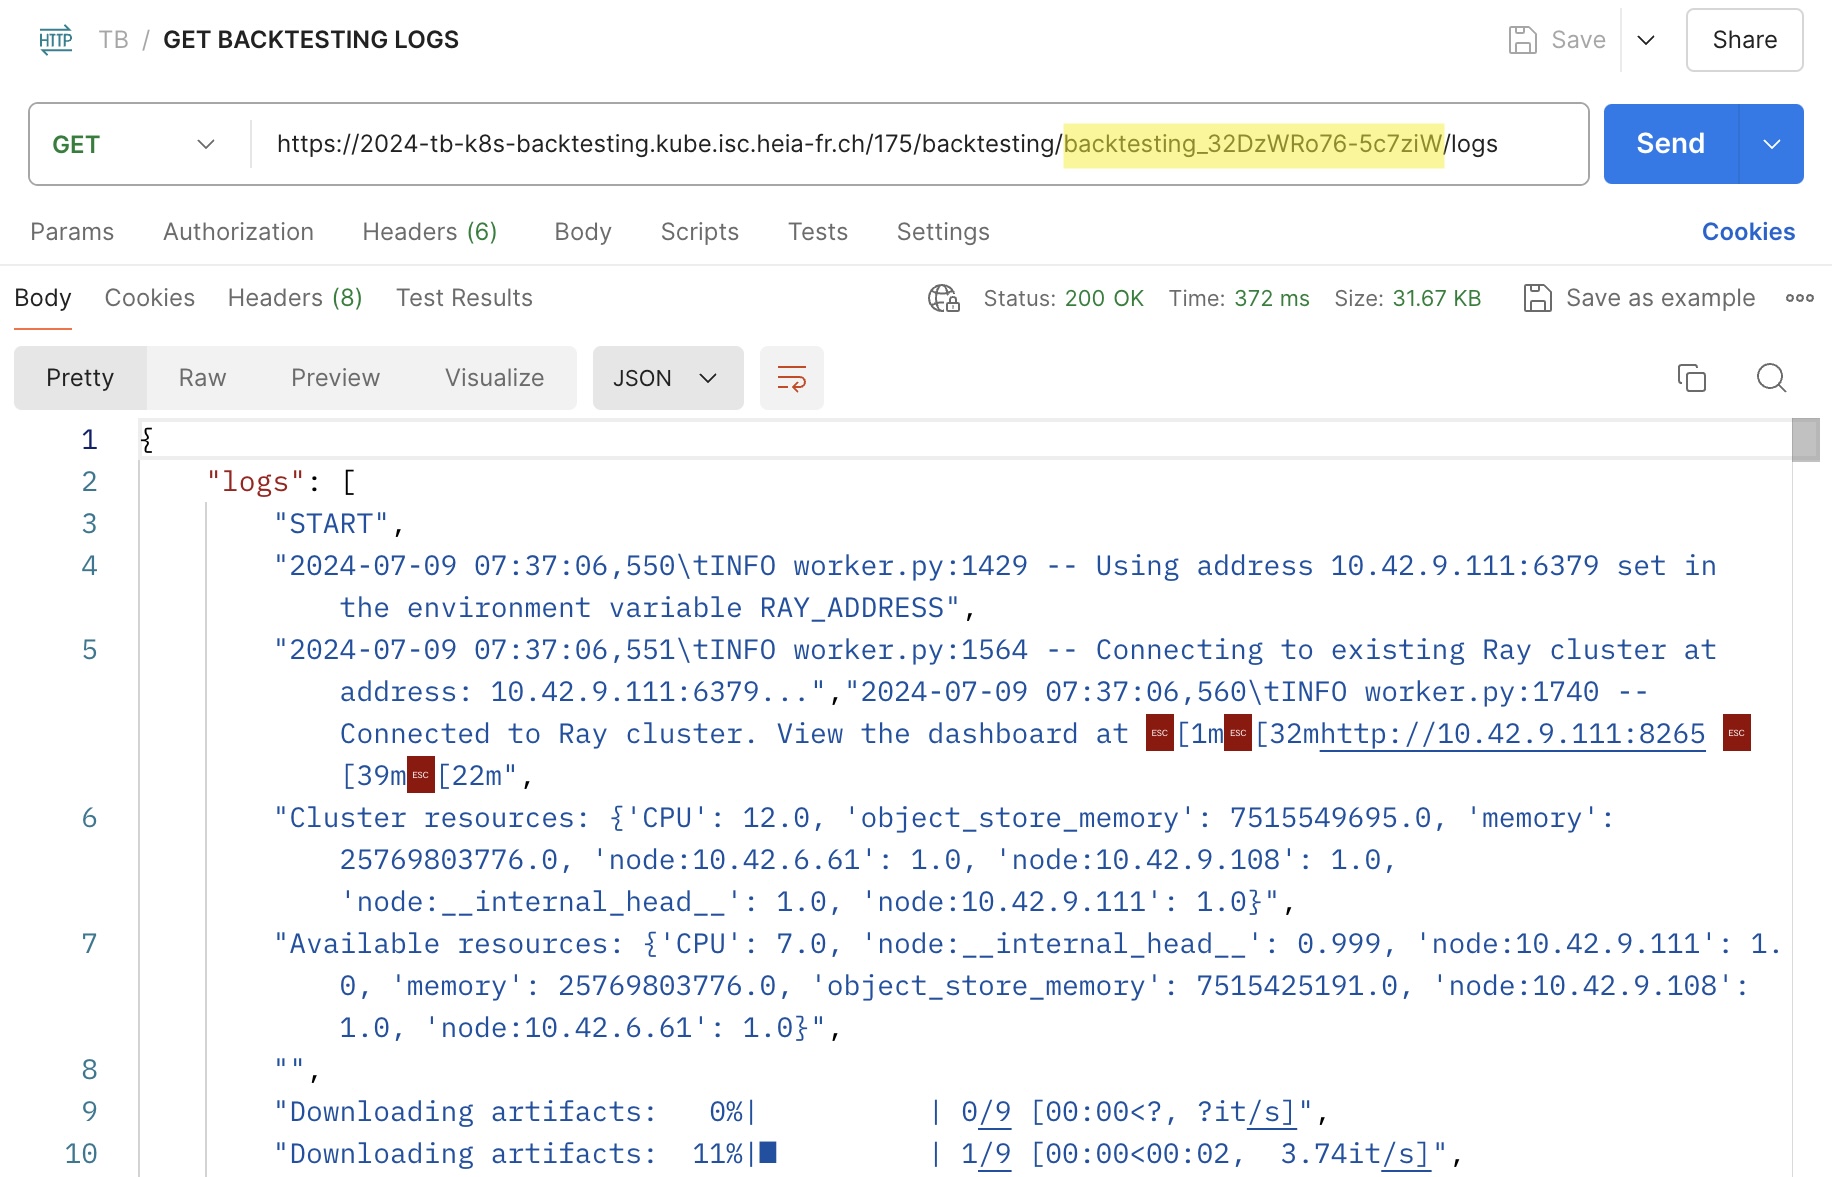 HTTP TB / GET BACKTESTING LOGS Save Share
GET https://2024-tb-k8s-backtesting.kube.isc.heia-fr.ch/175/backtesting/backtesting_32DzWRo76-5c7ziW/logs Send
Params Authorization Headers (6) Body Scripts Tests Settings Cookies
Body Cookies Headers (8) Test Results Status: 200 OK Time: 372 ms Size: 31.67 KB Save as example
Pretty Raw Preview Visualize JSON
1 {
2 "logs": [
3 "START",
4 "2024-07-09 07:37:06,550\tINFO worker.py:1429 -- Using address 10.42.9.111:6379 set in
the environment variable RAY_ADDRESS",
5 "2024-07-09 07:37:06,551\tINFO worker.py:1564 -- Connecting to existing Ray cluster at
address: 10.42.9.111:6379...","2024-07-09 07:37:06,560\tINFO worker.py:1740 --
Connected to Ray cluster. View the dashboard at ESC[1mESC[32mhttp://10.42.9.111:8265 ESC
[39mESC[22m",
6 "Cluster resources: {'CPU': 12.0, 'object_store_memory': 7515549695.0, 'memory':
25769803776.0, 'node:10.42.6.61': 1.0, 'node:10.42.9.108': 1.0,
'node:__internal_head__': 1.0, 'node:10.42.9.111': 1.0}",
7 "Available resources: {'CPU': 7.0, 'node:__internal_head__': 0.999, 'node:10.42.9.111': 1.
0, 'memory': 25769803776.0, 'object_store_memory': 7515425191.0, 'node:10.42.9.108':
1.0, 'node:10.42.6.61': 1.0}",
8 "",
9 "Downloading artifacts:   0%|          | 0/9 [00:00<?, ?it/s]",
10 "Downloading artifacts:  11%|█         | 1/9 [00:00<00:02,  3.74it/s]",